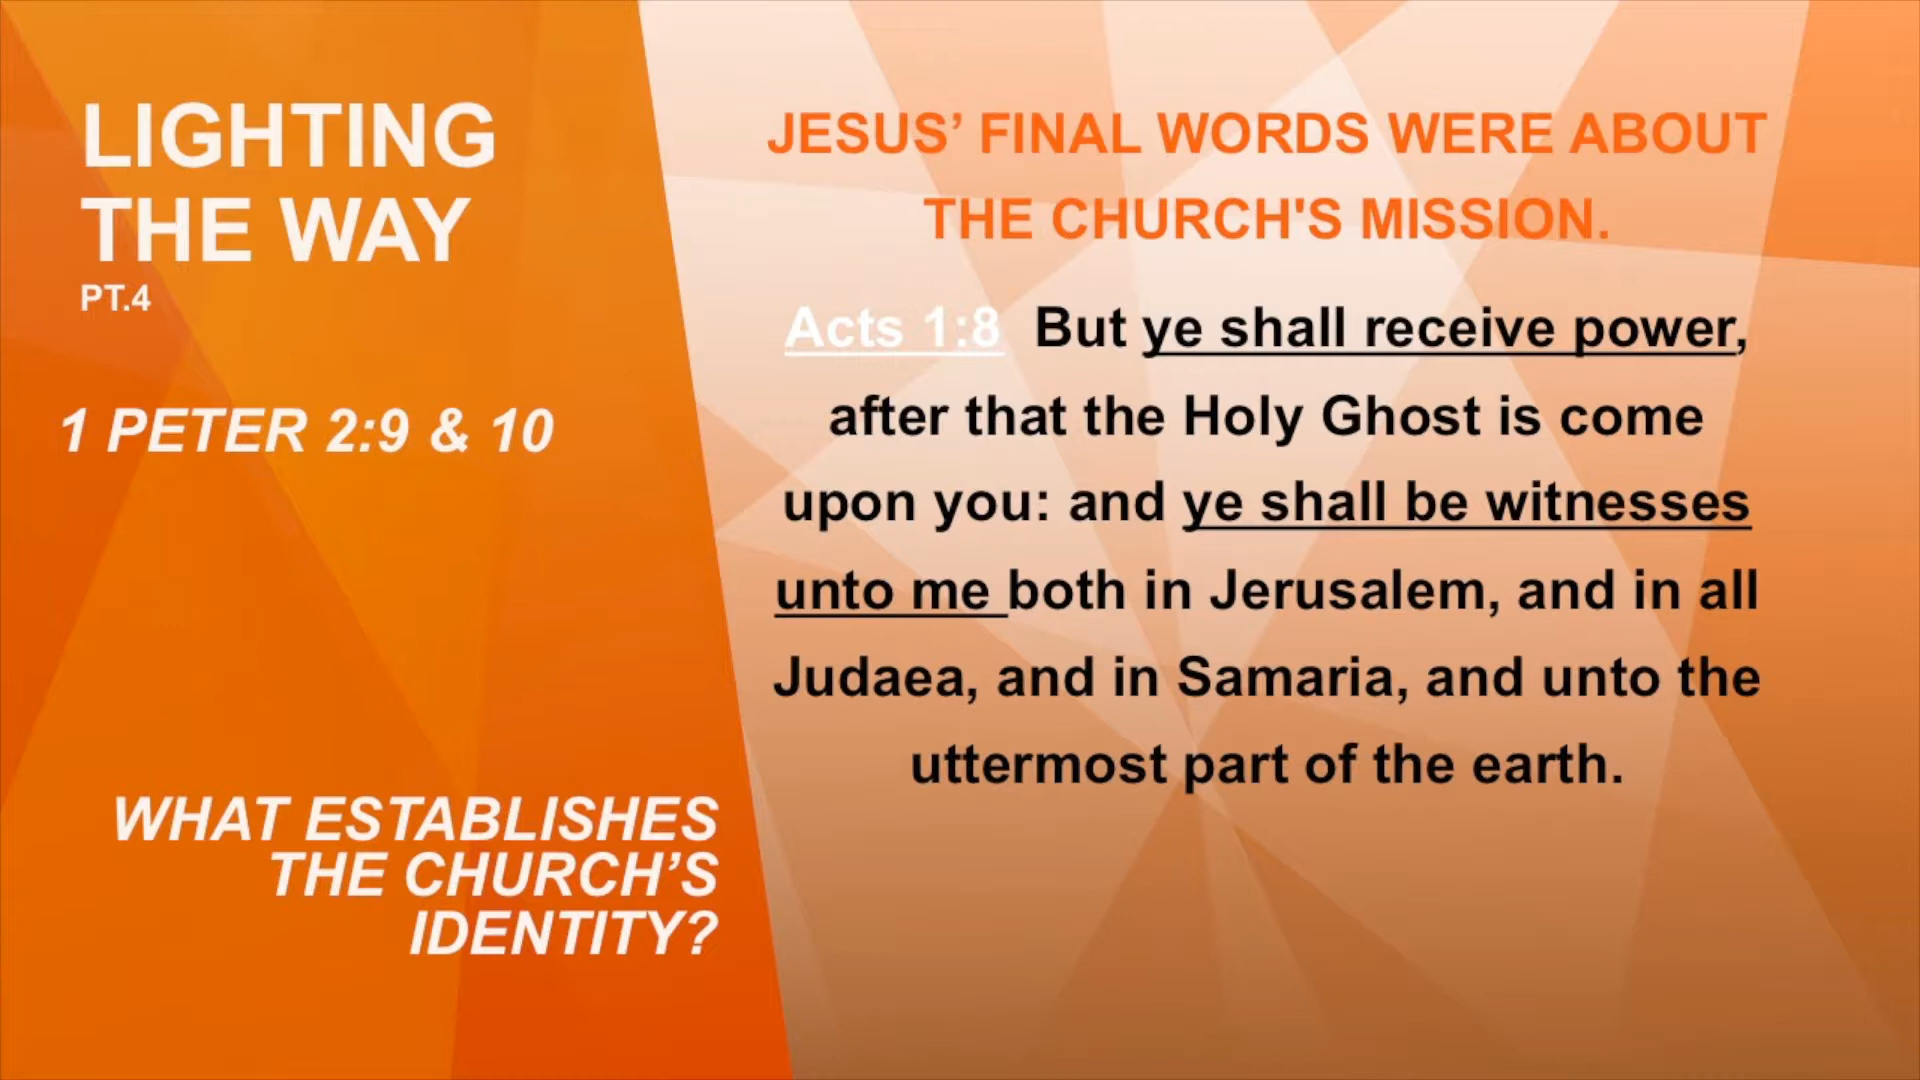 LIGHTING
THE WAY
PT.4
1 PETER 2:9 & 10
WHAT ESTABLISHES
THE CHURCH’S
IDENTITY?
JESUS’ FINAL WORDS WERE ABOUT
THE CHURCH'S MISSION.
Acts 1:8 But ye shall receive power,
after that the Holy Ghost is come
upon you: and ye shall be witnesses
unto me both in Jerusalem, and in all
Judaea, and in Samaria, and unto the
uttermost part of the earth.